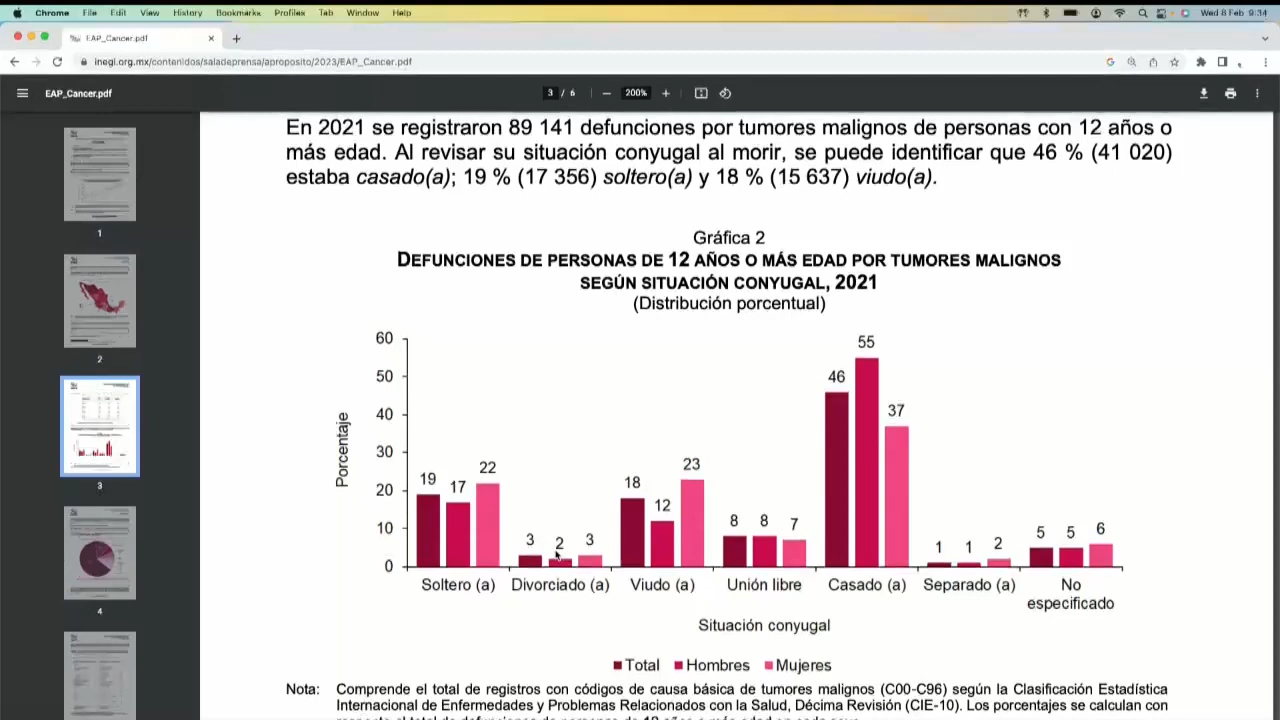 Chrome File Edit View History Bookmarks Profiles Tab Window Help Wed 8 Feb 9:34
EAP_Cancer.pdf
inegi.org.mx/contenidos/saladeprensa/aproposito/2023/EAP_Cancer.pdf
EAP_Cancer.pdf 3 / 6 200%
1
2
3
4
En 2021 se registraron 89 141 defunciones por tumores malignos de personas con 12 años o
más edad. Al revisar su situación conyugal al morir, se puede identificar que 46 % (41 020)
estaba casado(a); 19 % (17 356) soltero(a) y 18 % (15 637) viudo(a).
Gráfica 2
DEFUNCIONES DE PERSONAS DE 12 AÑOS O MÁS EDAD POR TUMORES MALIGNOS
SEGÚN SITUACIÓN CONYUGAL, 2021
(Distribución porcentual)
Porcentaje
60
50
40
30
20
10
0
19 17 22
3 2 3
18 12 23
8 8 7
46 55 37
1 1 2
5 5 6
Soltero (a) Divorciado (a) Viudo (a) Unión libre Casado (a) Separado (a) No
especificado
Situación conyugal
Total Hombres Mujeres
Nota: Comprende el total de registros con códigos de causa básica de tumores malignos (C00-C96) según la Clasificación Estadística
Internacional de Enfermedades y Problemas Relacionados con la Salud, Décima Revisión (CIE-10). Los porcentajes se calculan con